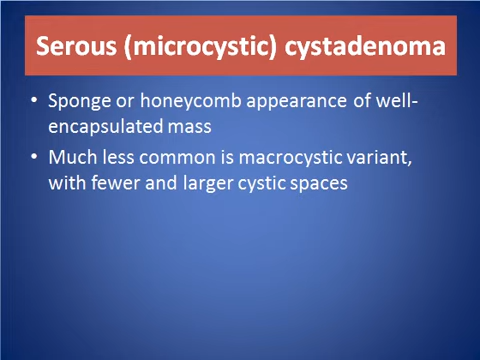 Serous (microcystic) cystadenoma
• Sponge or honeycomb appearance of well-
encapsulated mass
• Much less common is macrocystic variant,
with fewer and larger cystic spaces